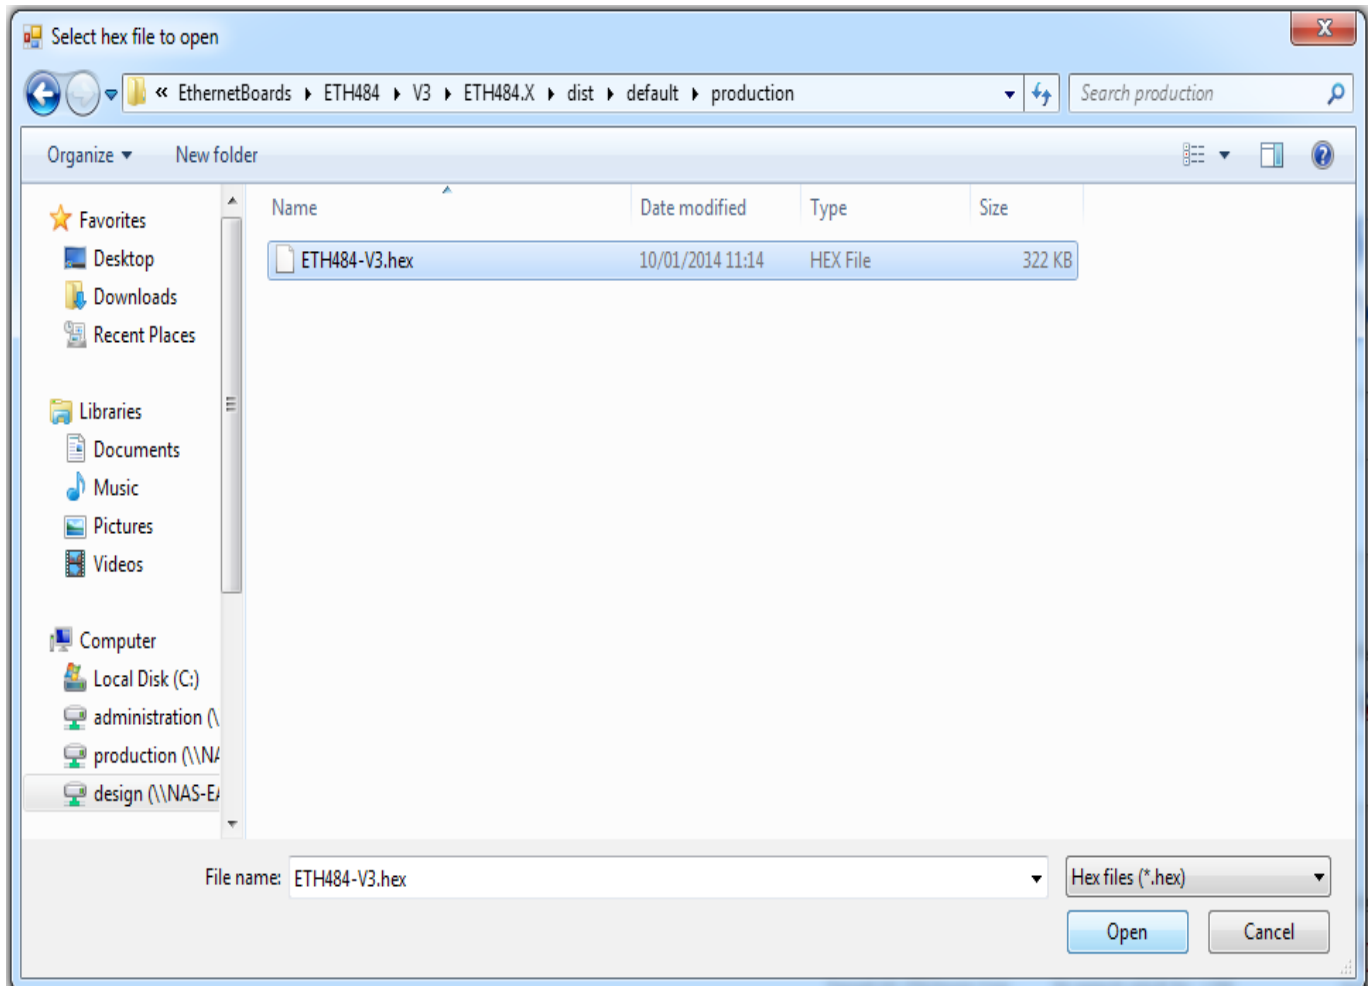 Select hex file to open
X
« EthernetBoards ▸ ETH484 ▸ V3 ▸ ETH484.X ▸ dist ▸ default ▸ production
Search production
Organize ▾ New folder
?
Favorites
Desktop
Downloads
Recent Places
Libraries
Documents
Music
Pictures
Videos
Computer
Local Disk (C:)
administration (\
production (\\NA
design (\\NAS-EA
Name Date modified Type Size
ETH484-V3.hex 10/01/2014 11:14 HEX File 322 KB
File name: ETH484-V3.hex
Hex files (*.hex)
Open Cancel